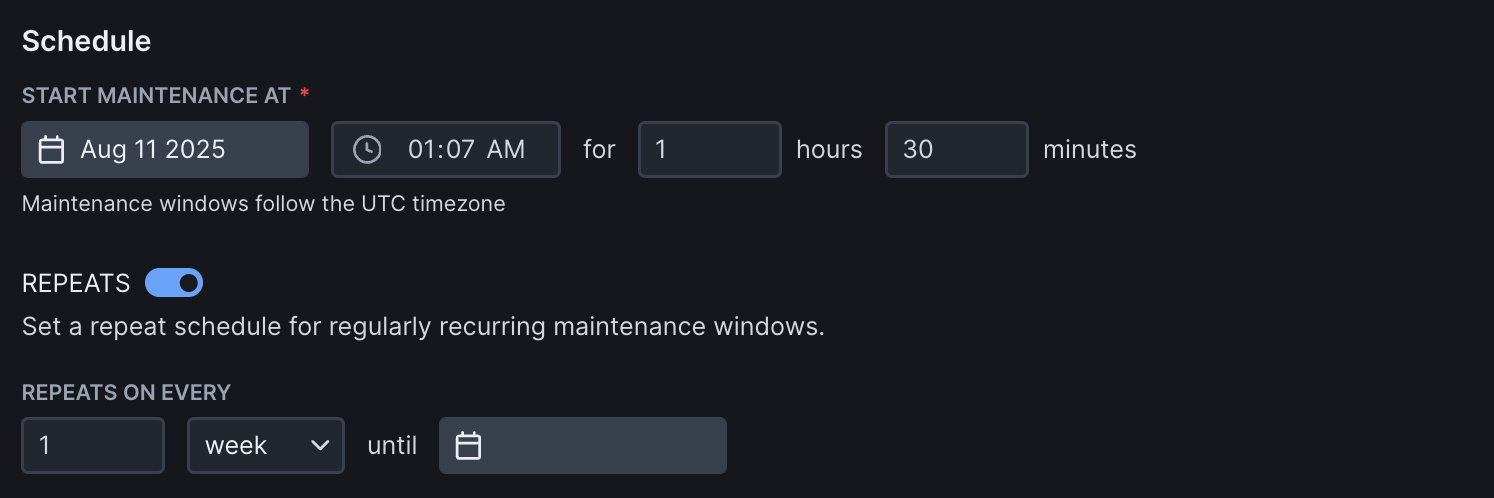 Schedule
START MAINTENANCE AT *
Aug 11 2025 01:07 AM for 1 hours 30 minutes
Maintenance windows follow the UTC timezone
REPEATS
Set a repeat schedule for regularly recurring maintenance windows.
REPEATS ON EVERY
1 week until